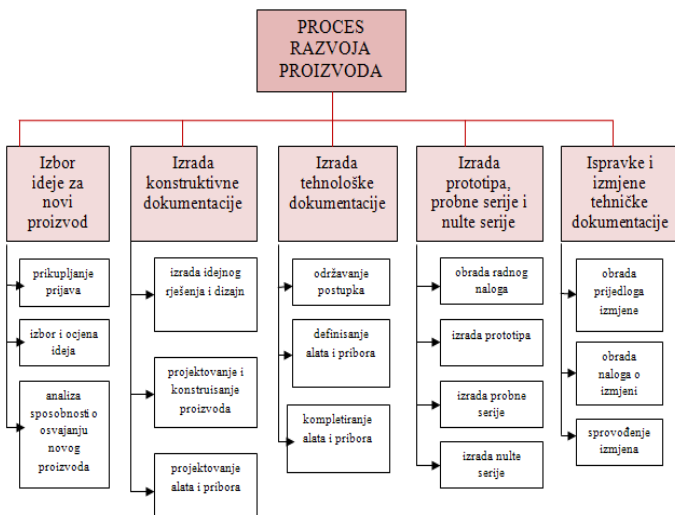 PROCES
RAZVOJA
PROIZVODA
Izbor
ideje za
novi
proizvod
prikupljanje
prijava
izbor i ocjena
ideja
analiza
sposobnosti o
osvajanju
novog
proizvoda
Izrada
konstruktivne
dokumentacije
izrada idejnog
rješenja i dizajn
projektovanje i
konstruisanje
proizvoda
projektovanje
alata i pribora
Izrada
tehnološke
dokumentacije
održavanje
postupka
definisanje
alata i pribora
kompletiranje
alata i pribora
Izrada
prototipa,
probne serije i
nulte serije
obrada radnog
naloga
izrada prototipa
izrada probne
serije
izrada nulte
serije
Ispravke i
izmjene
tehničke
dokumentacije
obrada
prijedloga
izmjene
obrada
naloga o
izmjeni
sprovođenje
izmjena